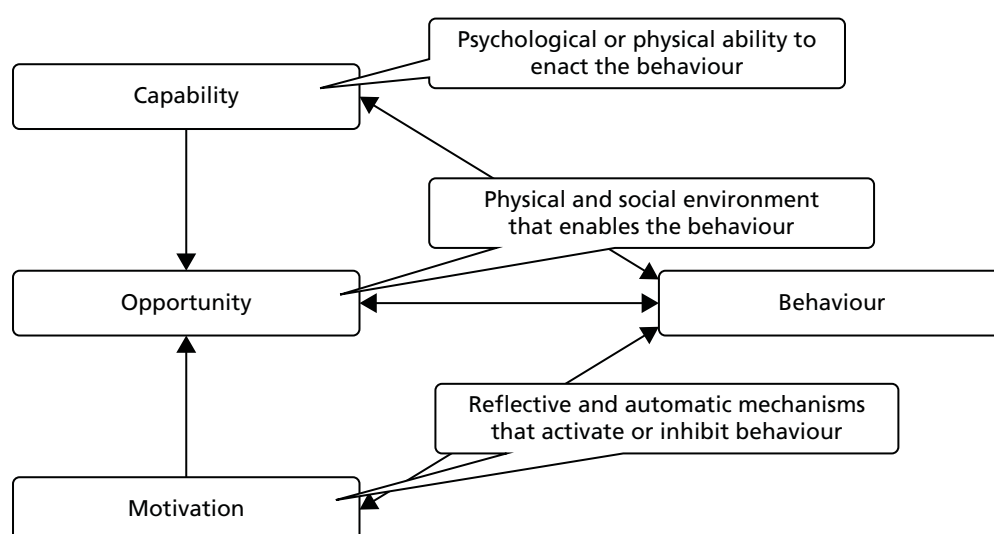 Psychological or physical ability to
enact the behaviour
Capability
Physical and social environment
that enables the behaviour
Opportunity
Behaviour
Reflective and automatic mechanisms
that activate or inhibit behaviour
Motivation